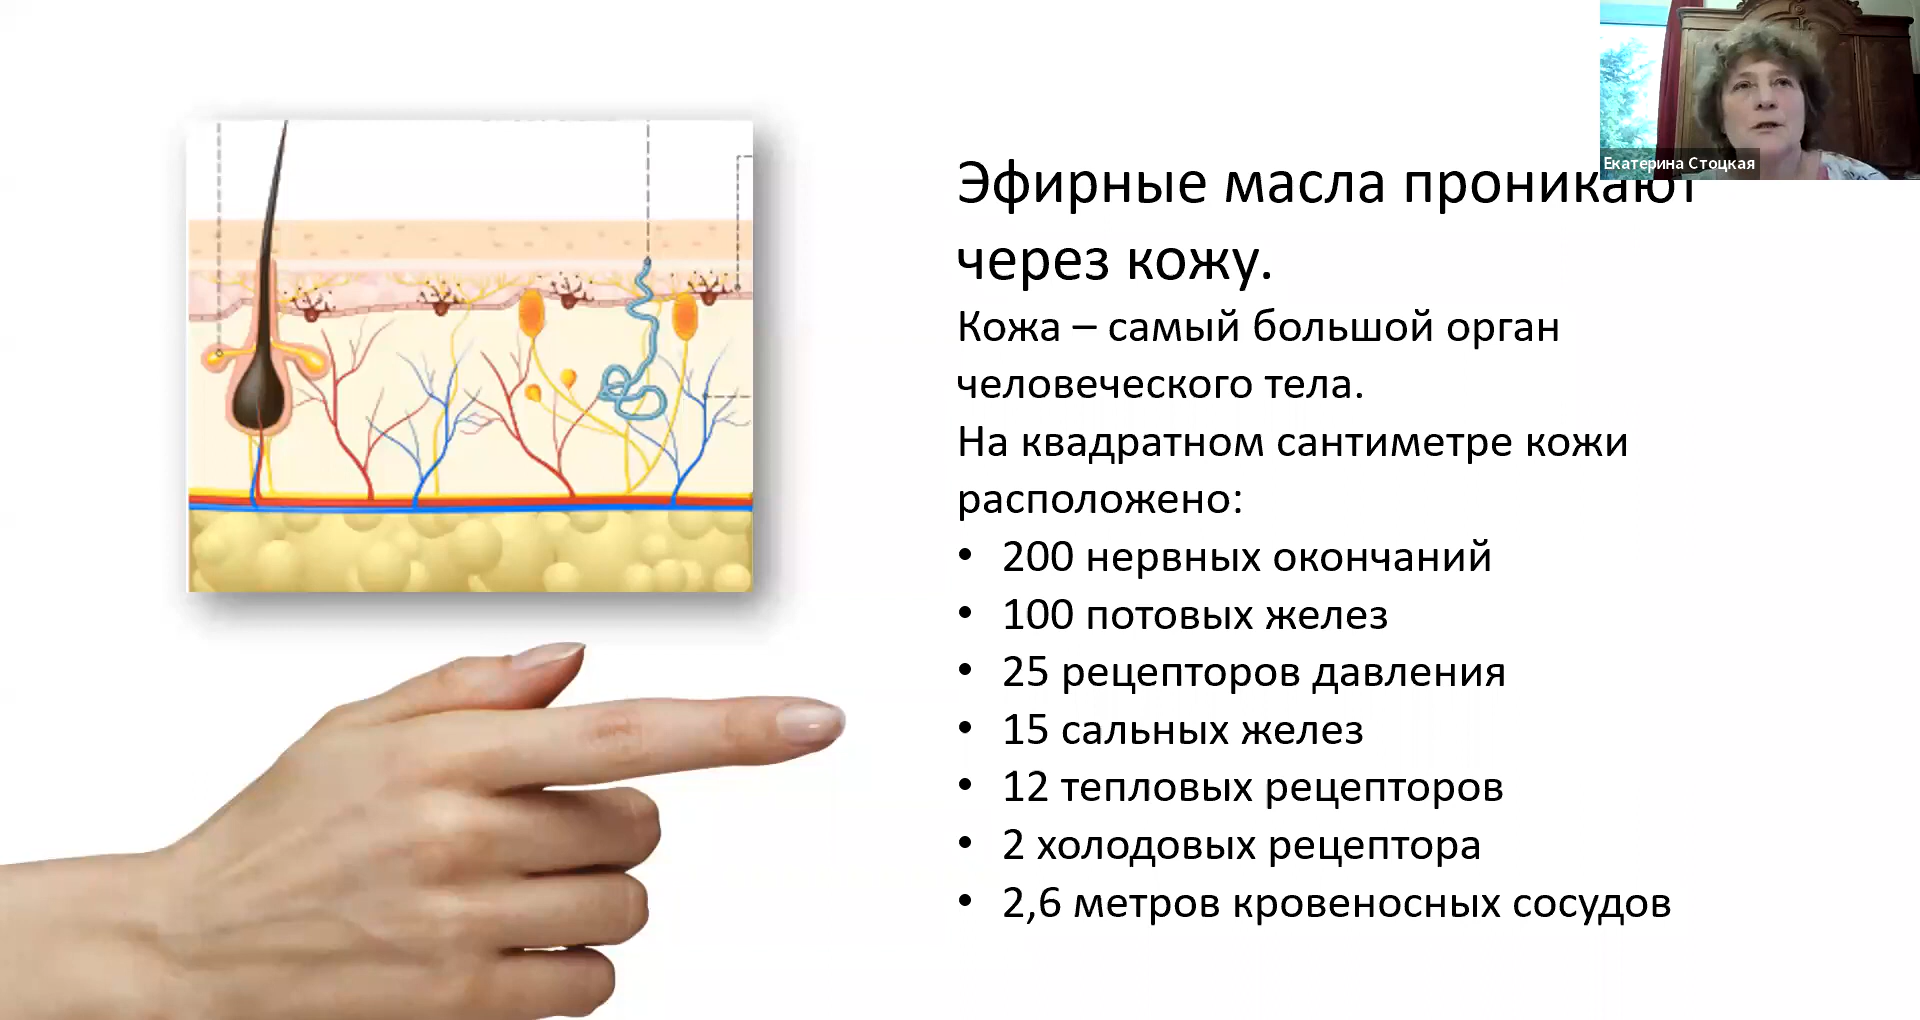 Екатерина Стоцкая
Эфирные масла проникают
через кожу.
Кожа – самый большой орган
человеческого тела.
На квадратном сантиметре кожи
расположено:
• 200 нервных окончаний
• 100 потовых желез
• 25 рецепторов давления
• 15 сальных желез
• 12 тепловых рецепторов
• 2 холодовых рецептора
• 2,6 метров кровеносных сосудов